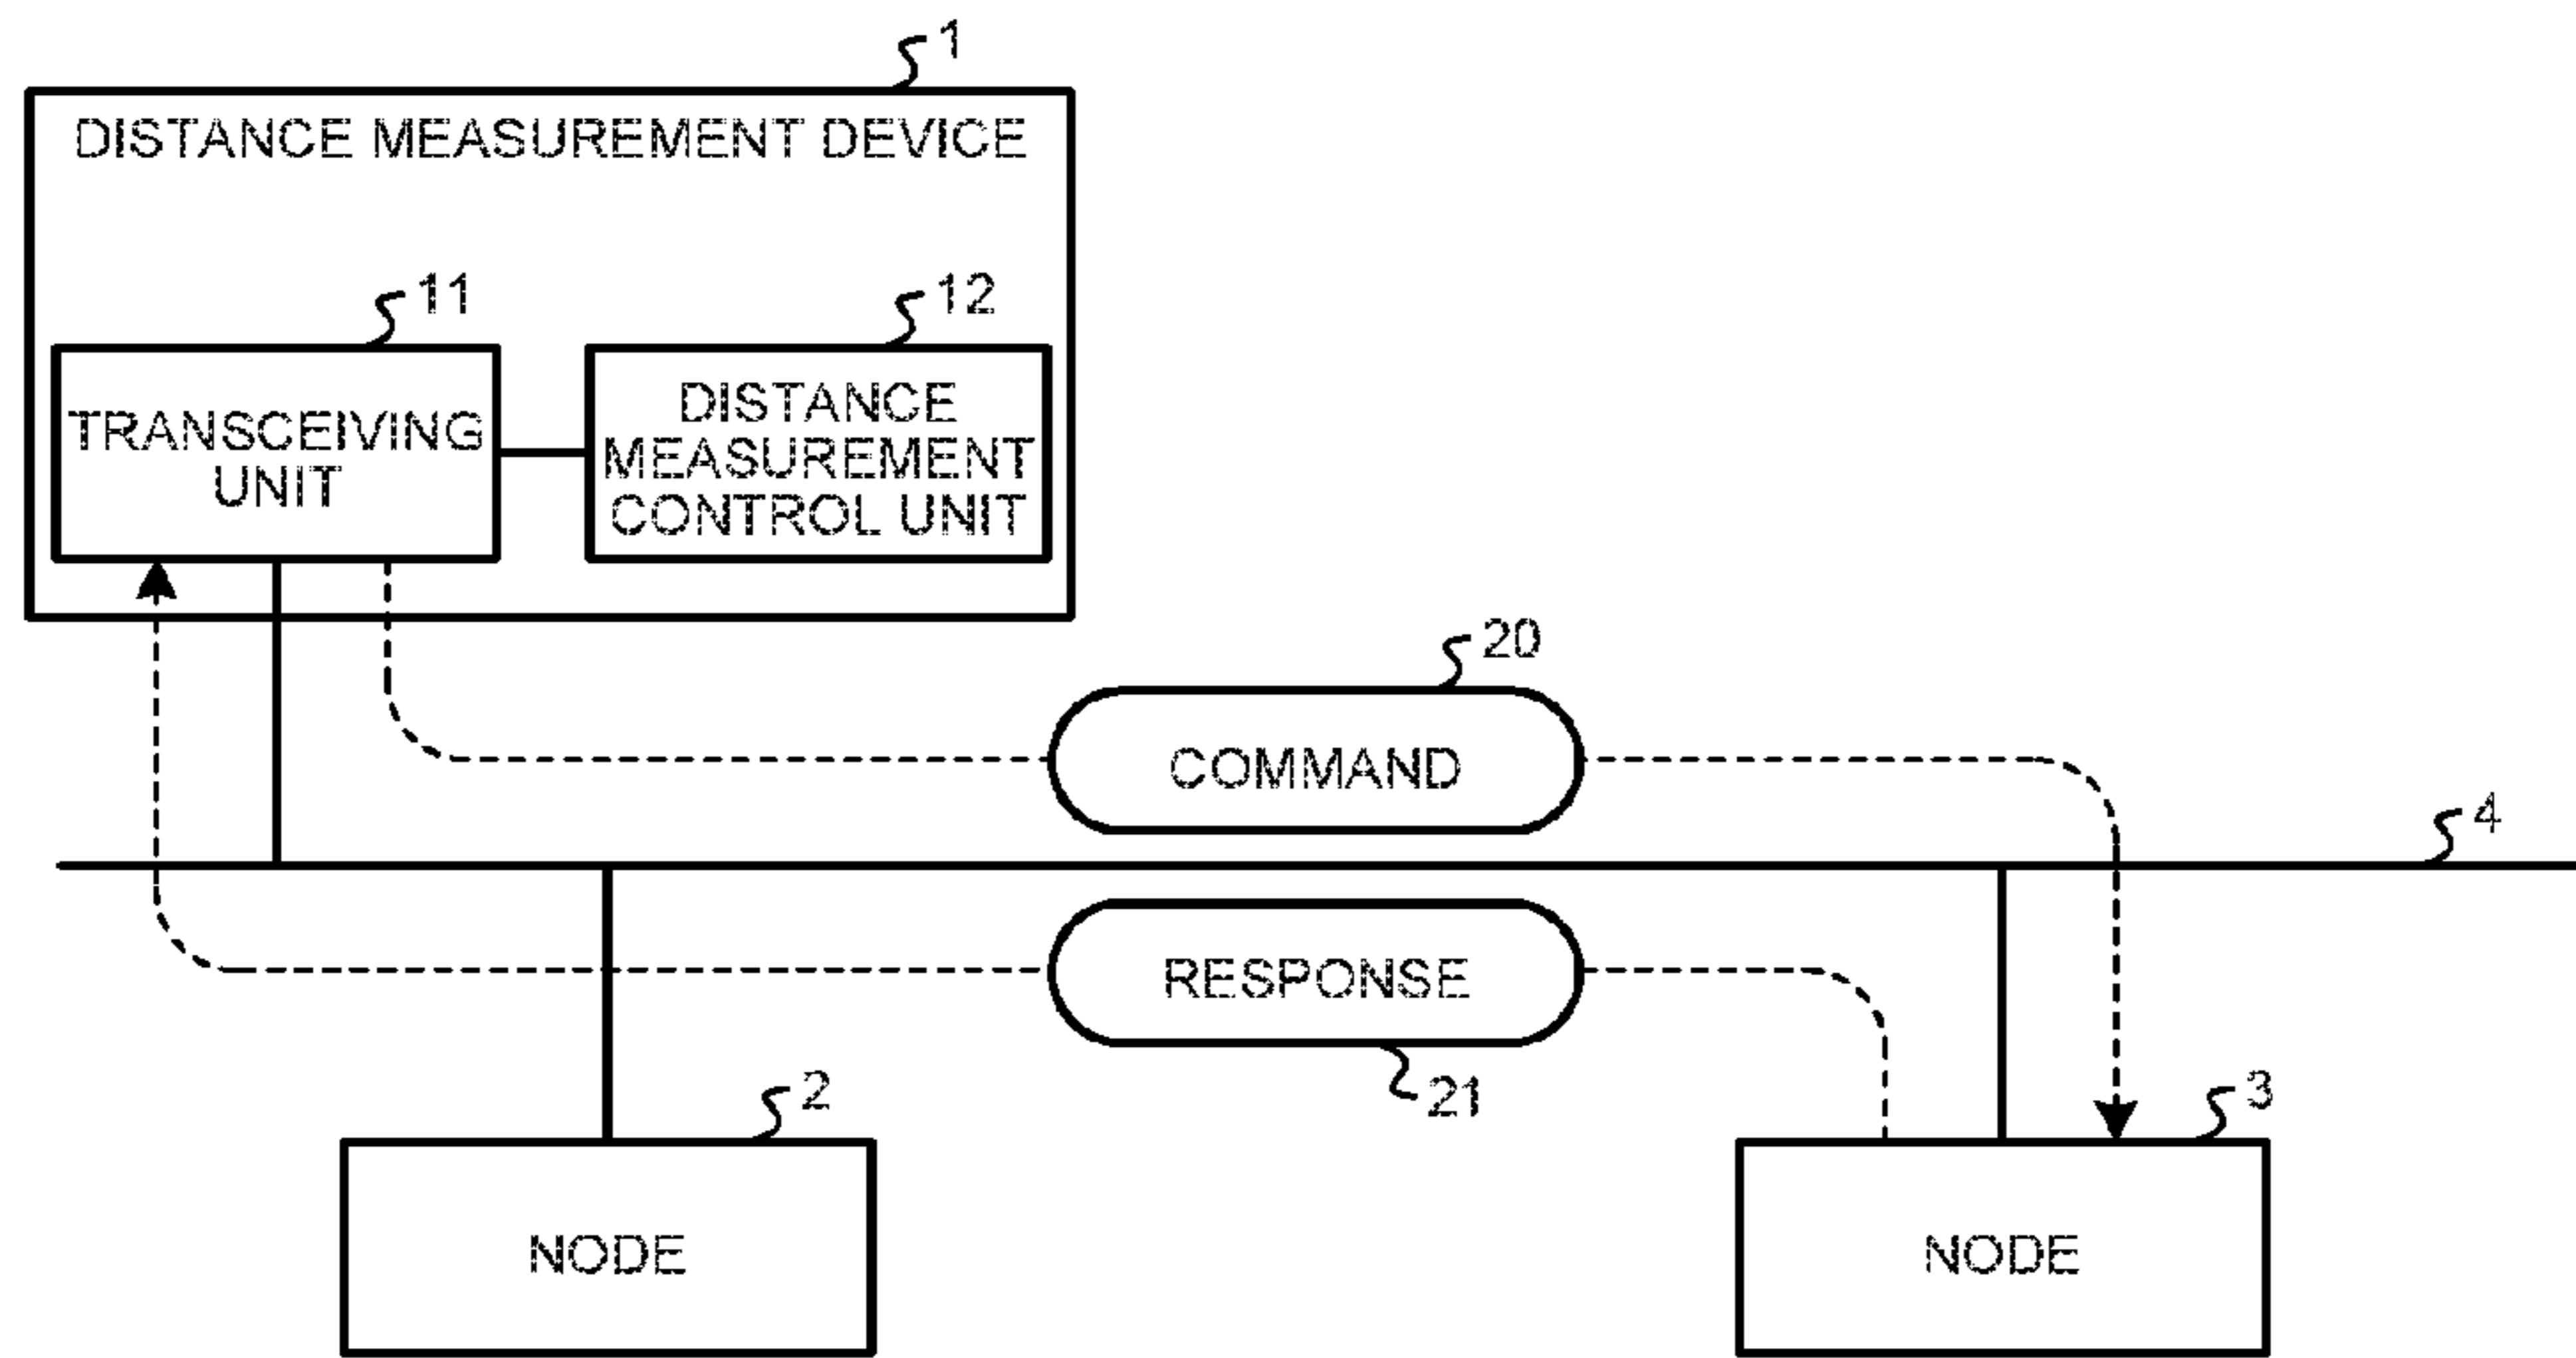 1
DISTANCE MEASUREMENT DEVICE
11
12
TRANSCEIVING
UNIT
DISTANCE
MEASUREMENT
CONTROL UNIT
20
COMMAND
4
RESPONSE
21
2
3
NODE
NODE